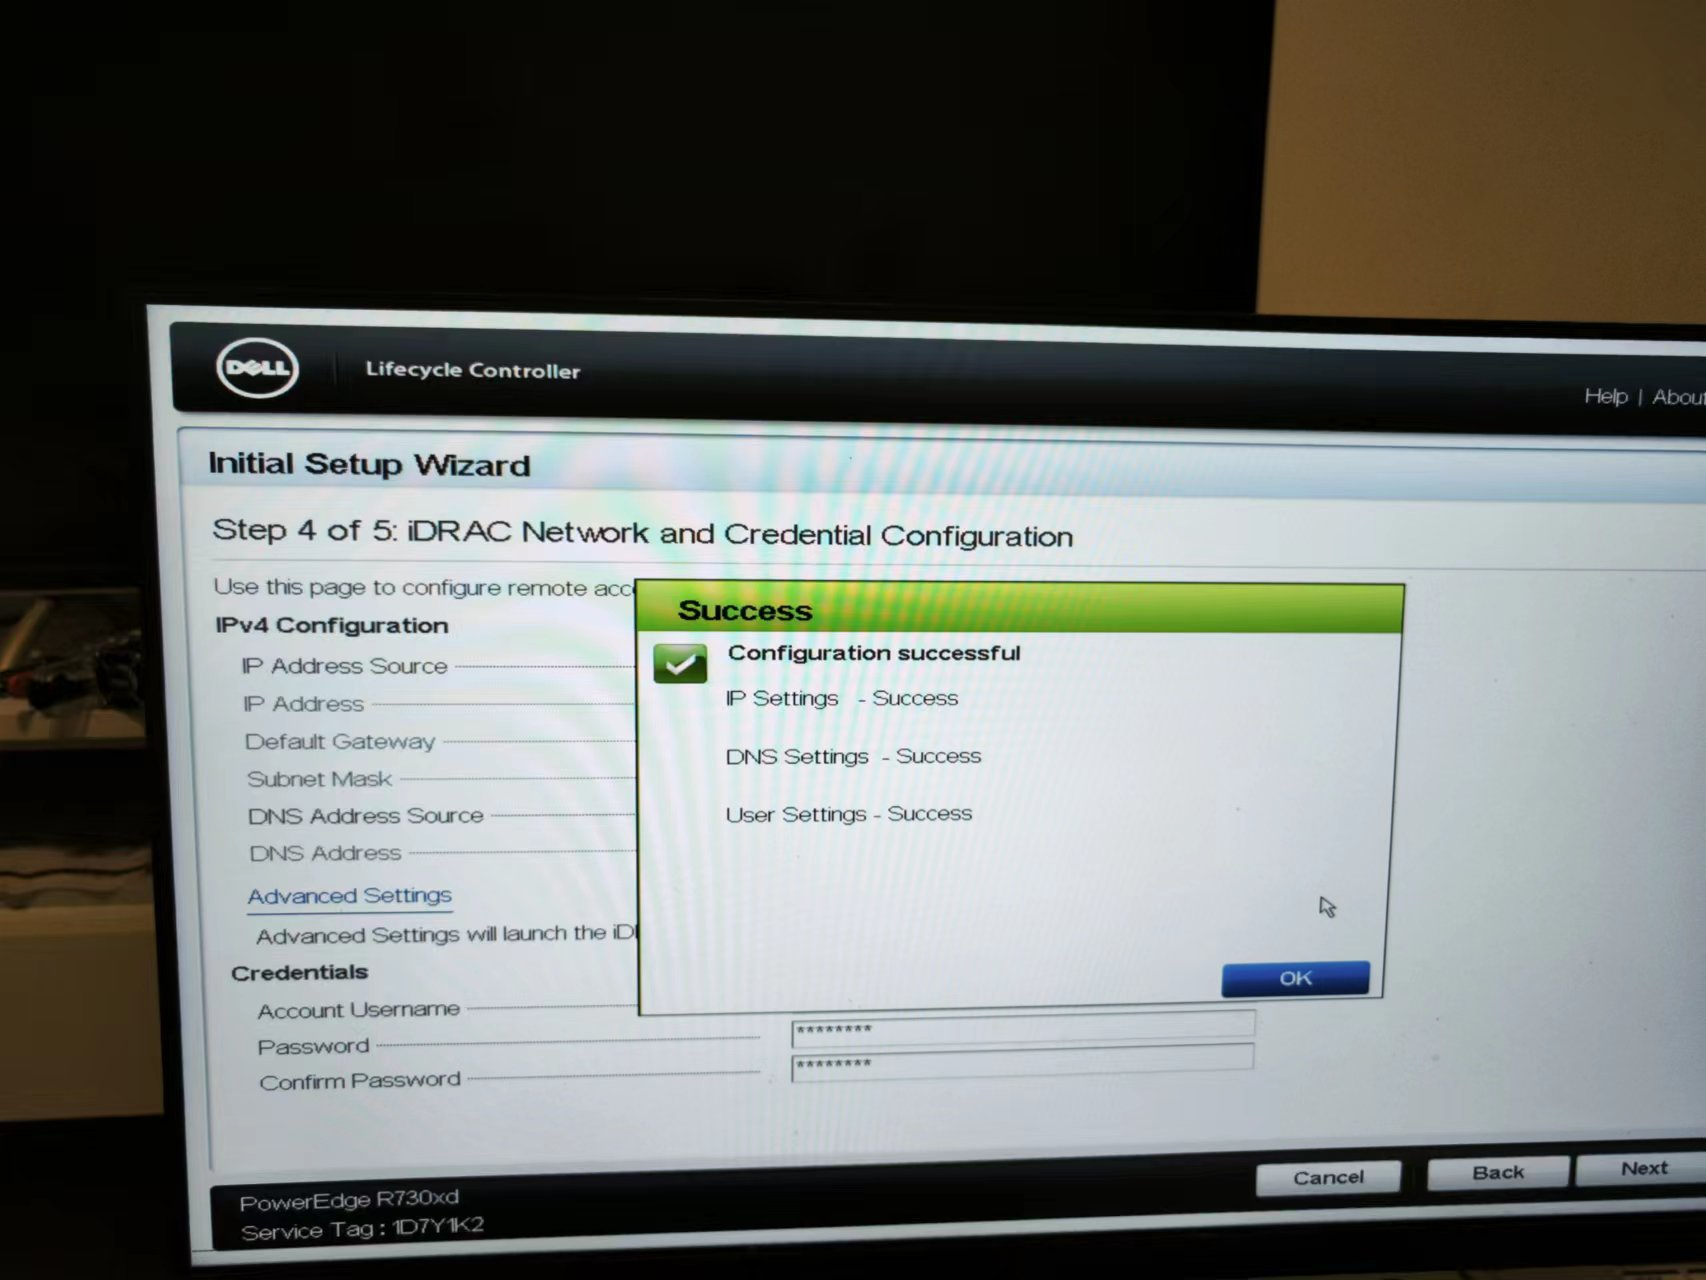 DELL
Lifecycle Controller
Help | About
Initial Setup Wizard
Step 4 of 5: iDRAC Network and Credential Configuration
Use this page to configure remote acc
IPv4 Configuration
IP Address Source
IP Address
Default Gateway
Subnet Mask
DNS Address Source
DNS Address
Advanced Settings
Advanced Settings will launch the iD
Credentials
Account Username
Password ********
Confirm Password ********
Success
Configuration successful
IP Settings - Success
DNS Settings - Success
User Settings - Success
OK
PowerEdge R730xd
Service Tag : 1D7Y1K2
Cancel Back Next